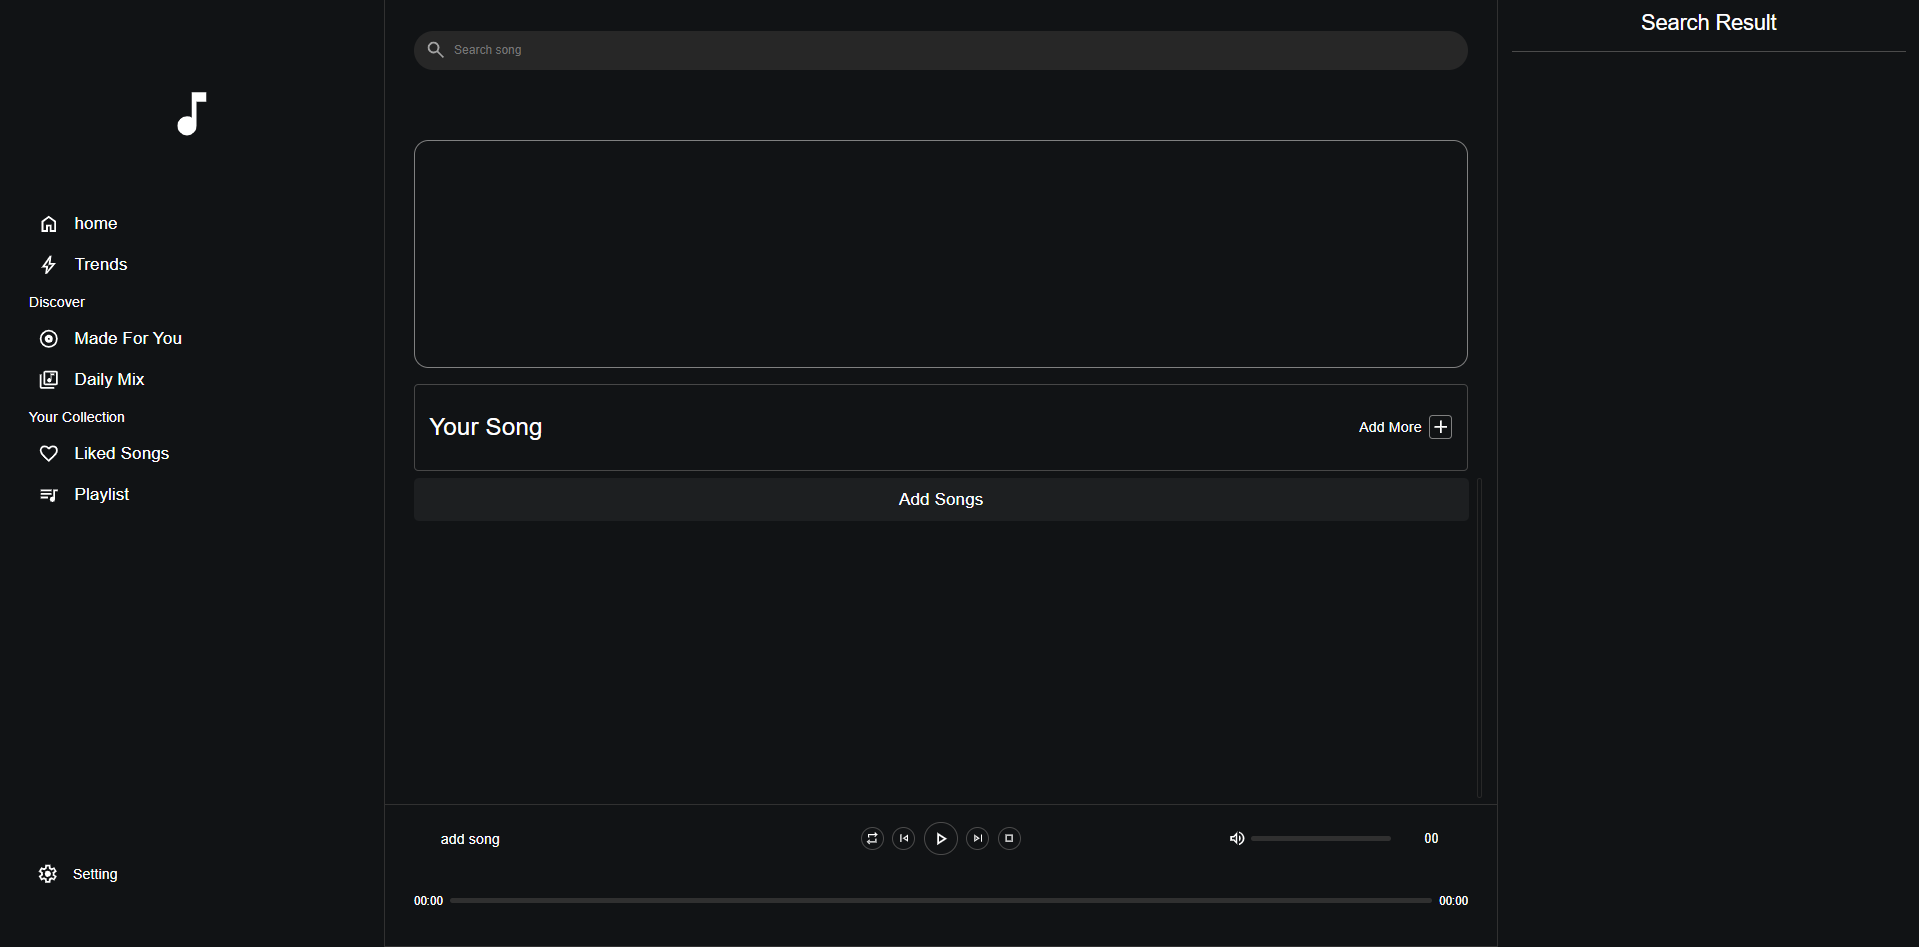 home
Trends
Discover
Made For You
Daily Mix
Your Collection
Liked Songs
Playlist
Setting
Search song
Your Song
Add More
Add Songs
add song
00
00:00
00:00
Search Result